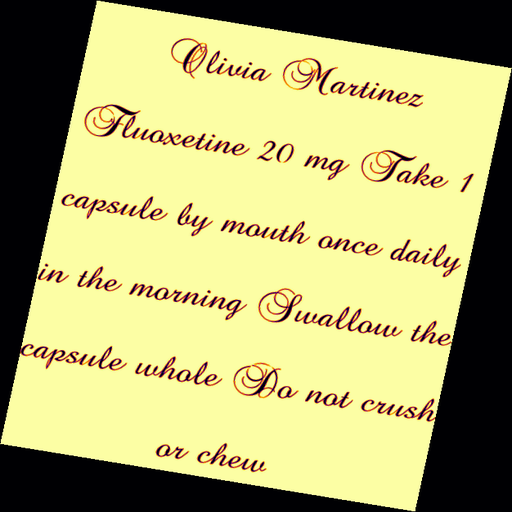 Olivia Martinez
Fluoxetine 20 mg Take 1
capsule by mouth once daily
in the morning Swallow the
capsule whole Do not crush
or chew